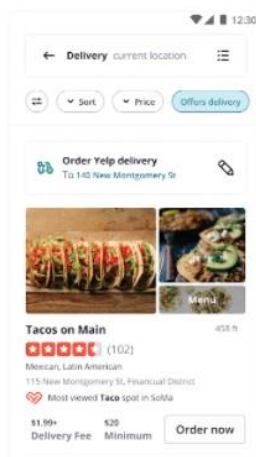 12:30
Delivery current location
Sort
Price
Offers delivery
Order Yelp delivery
To 140 New Montgomery St
Menu
Tacos on Main
458 ft
(102)
Mexican, Latin American
115 New Montgomery St, Financual District
Most viewed Taco spot in SoMa
$1.99+
$20
Delivery Fee
Minimum
Order now